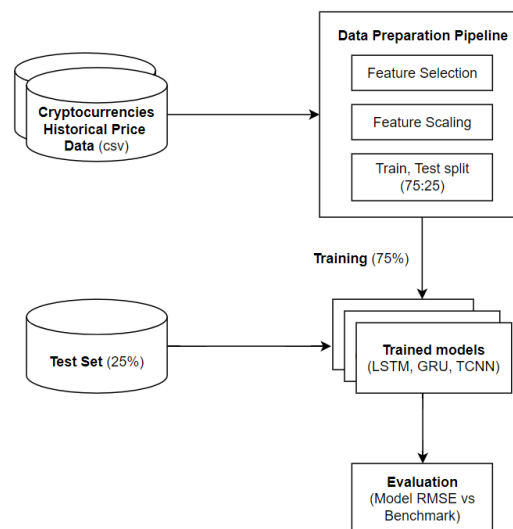 Data Preparation Pipeline
Feature Selection
Feature Scaling
Train, Test split
(75:25)
Cryptocurrencies
Historical Price
Data (csv)
Training (75%)
Test Set (25%)
Trained models
(LSTM, GRU, TCNN)
Evaluation
(Model RMSE vs
Benchmark)